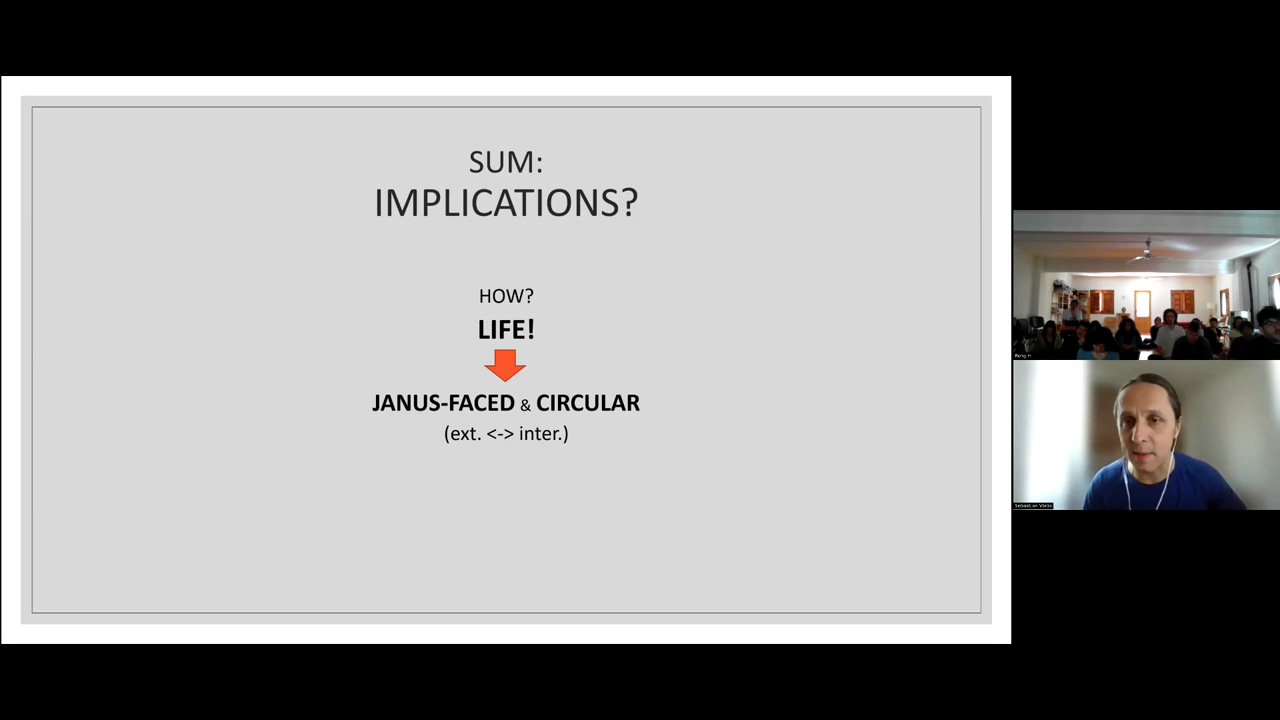 SUM:
IMPLICATIONS?
HOW?
LIFE!
JANUS-FACED & CIRCULAR
(ext. <-> inter.)